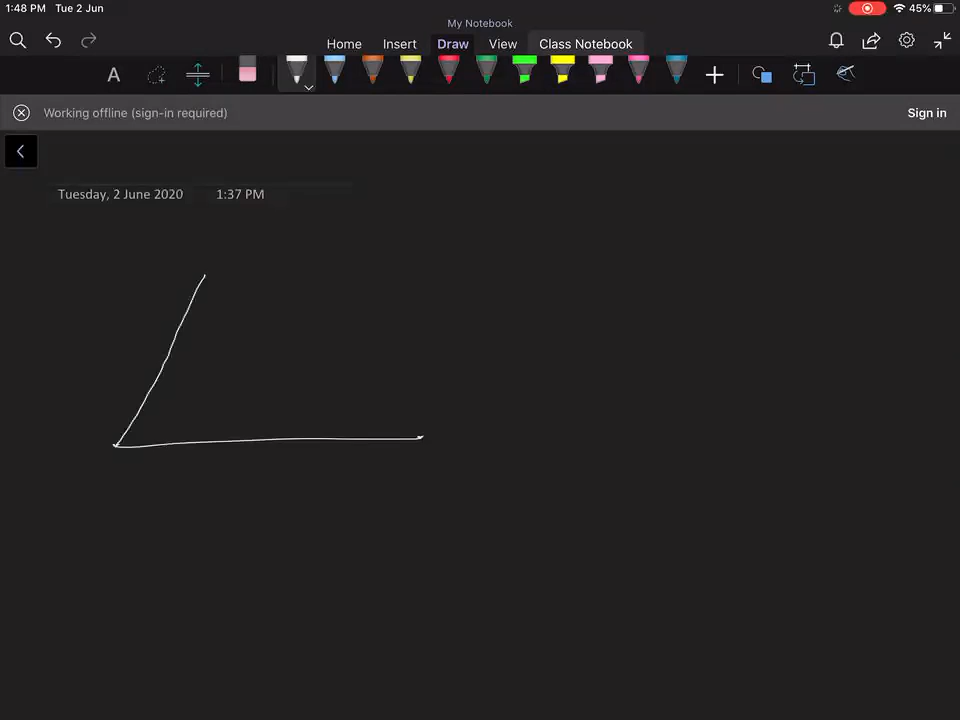 1:48 PM Tue 2 Jun
45%
My Notebook
Home Insert Draw View Class Notebook
A
Working offline (sign-in required) Sign in
Tuesday, 2 June 2020 1:37 PM